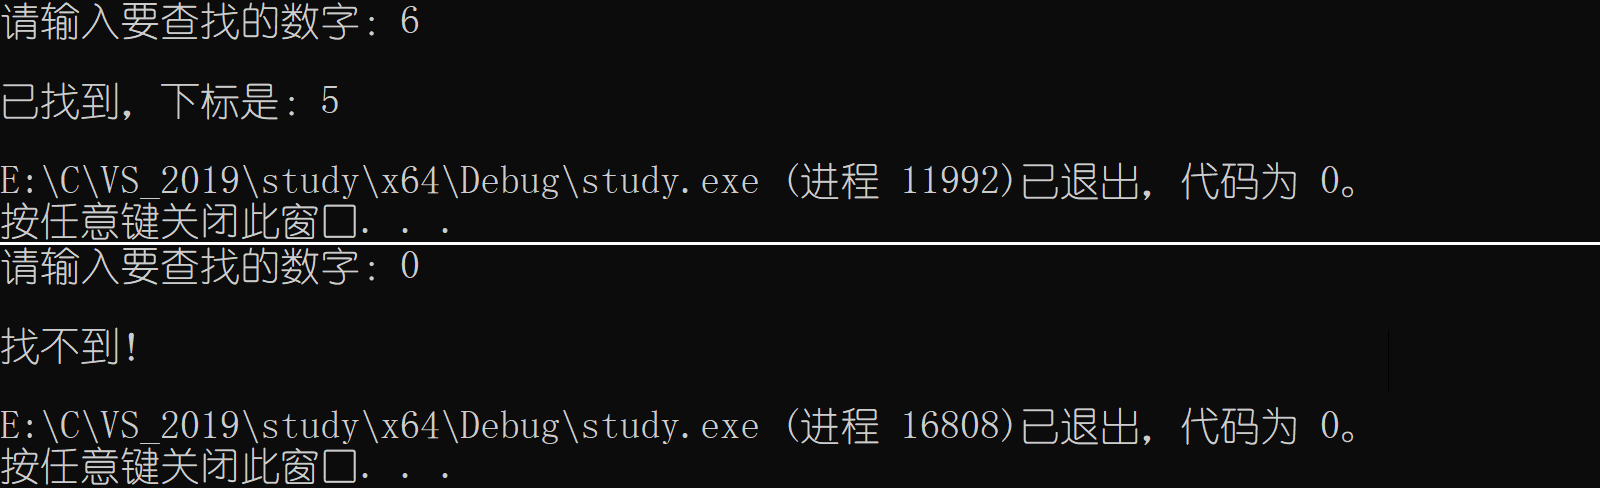 请输入要查找的数字: 6
已找到，下标是: 5
E:\C\VS_2019\study\x64\Debug\study.exe (进程 11992)已退出，代码为 0。
按任意键关闭此窗口. . .
请输入要查找的数字: 0
找不到!
E:\C\VS_2019\study\x64\Debug\study.exe (进程 16808)已退出，代码为 0。
按任意键关闭此窗口. . .